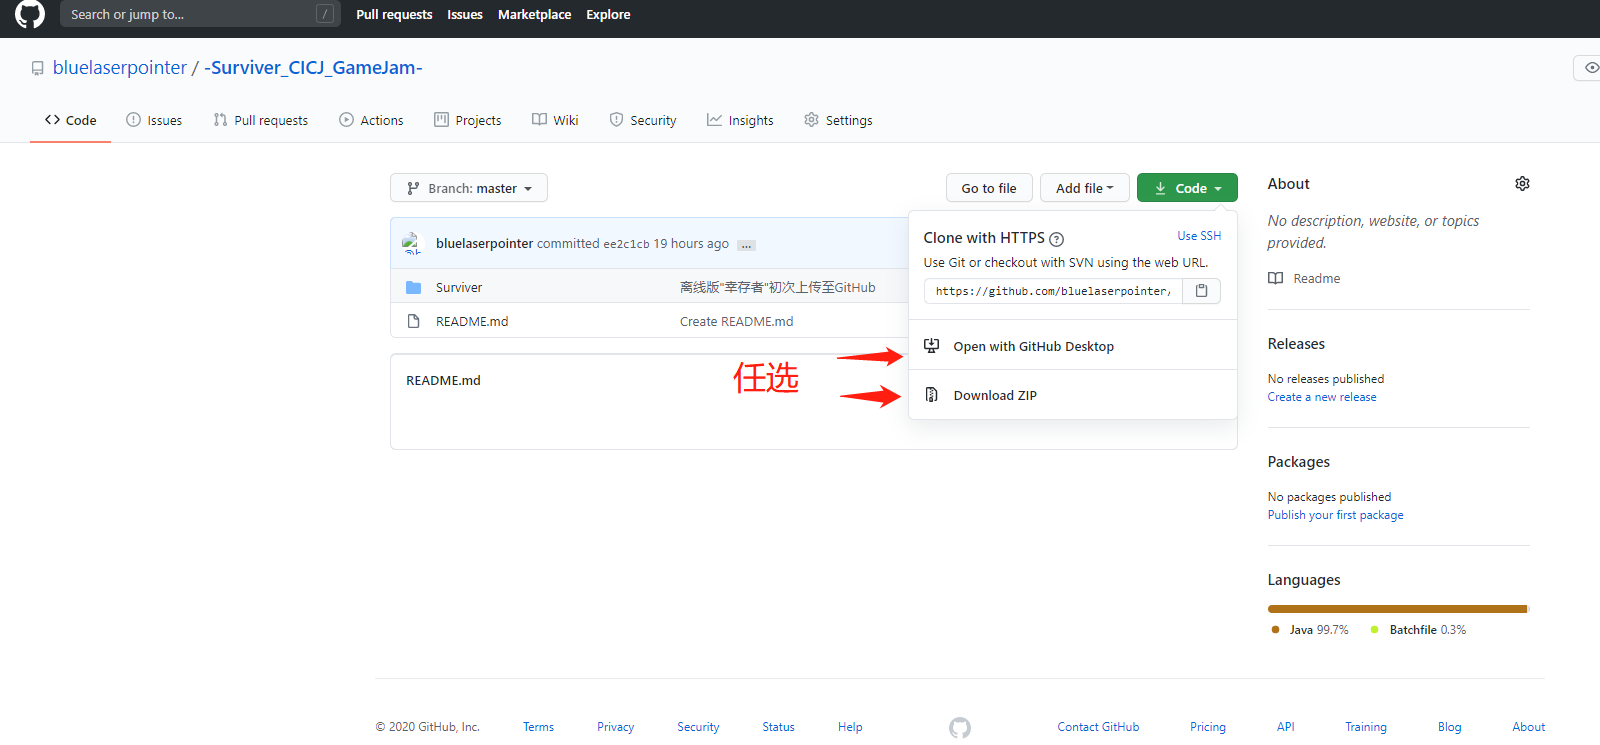 Search or jump to... /
Pull requests Issues Marketplace Explore
bluelaserpointer / -Surviver_CICJ_GameJam-
Code Issues Pull requests Actions Projects Wiki Security Insights Settings
Branch: master
Go to file Add file Code
bluelaserpointer committed ee2c1cb 19 hours ago ...
Surviver 离线版"幸存者"初次上传至GitHub
README.md Create README.md
README.md
Clone with HTTPS ? Use SSH
Use Git or checkout with SVN using the web URL.
https://github.com/bluelaserpointer/
Open with GitHub Desktop
Download ZIP
任选
About
No description, website, or topics
provided.
Readme
Releases
No releases published
Create a new release
Packages
No packages published
Publish your first package
Languages
Java 99.7% Batchfile 0.3%
© 2020 GitHub, Inc. Terms Privacy Security Status Help Contact GitHub Pricing API Training Blog About